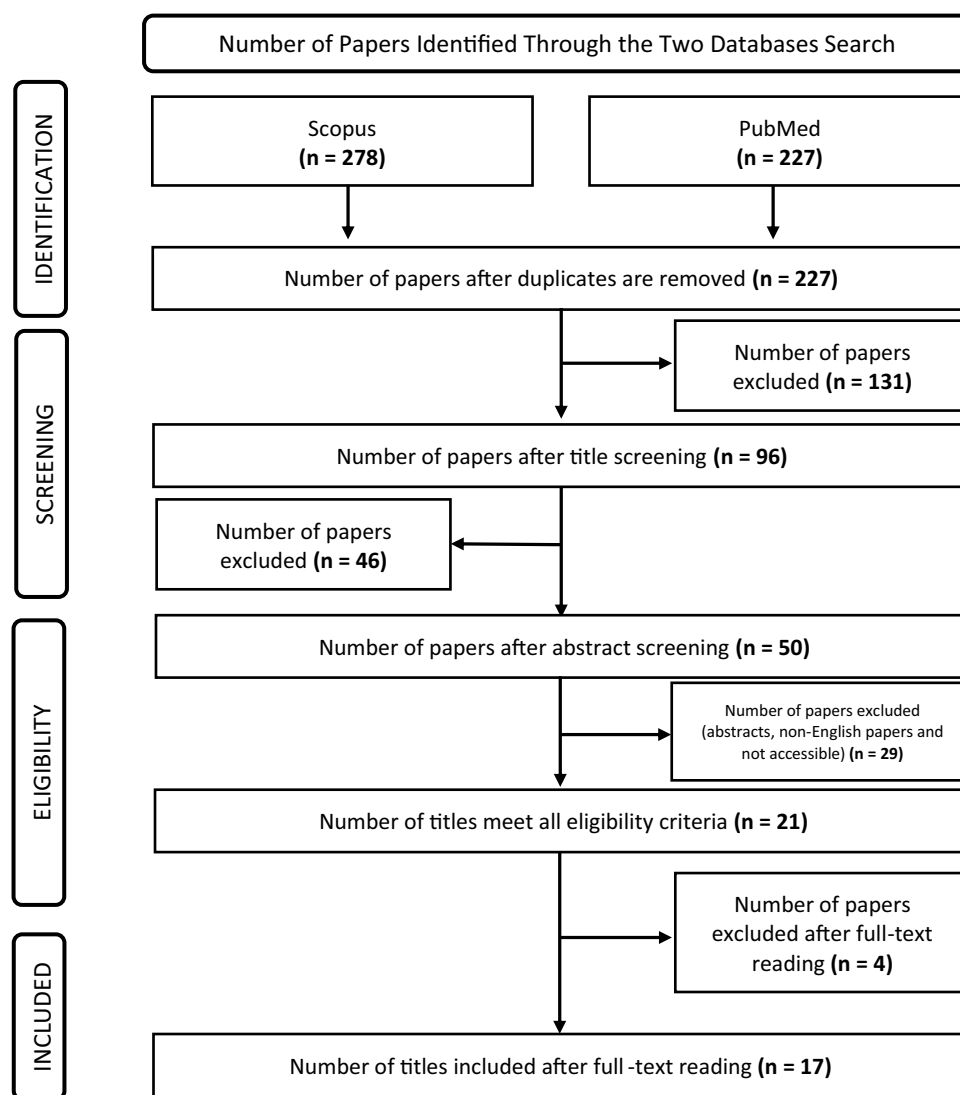 Number of Papers Identified Through the Two Databases Search
IDENTIFICATION
Scopus
(n = 278)
PubMed
(n = 227)
Number of papers after duplicates are removed (n = 227)
SCREENING
Number of papers
excluded (n = 131)
Number of papers after title screening (n = 96)
Number of papers
excluded (n = 46)
ELIGIBILITY
Number of papers after abstract screening (n = 50)
Number of papers excluded
(abstracts, non-English papers and
not accessible) (n = 29)
Number of titles meet all eligibility criteria (n = 21)
Number of papers
excluded after full-text
reading (n = 4)
INCLUDED
Number of titles included after full -text reading (n = 17)